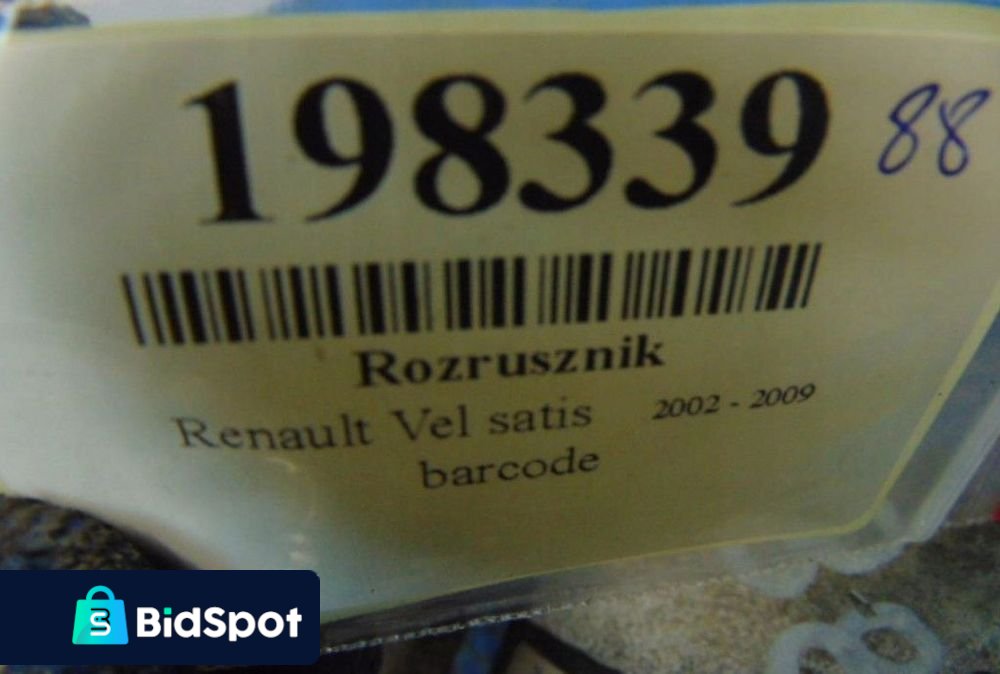 198339 88
Rozrusznik
Renault Vel satis 2002 - 2009
barcode
BidSpot